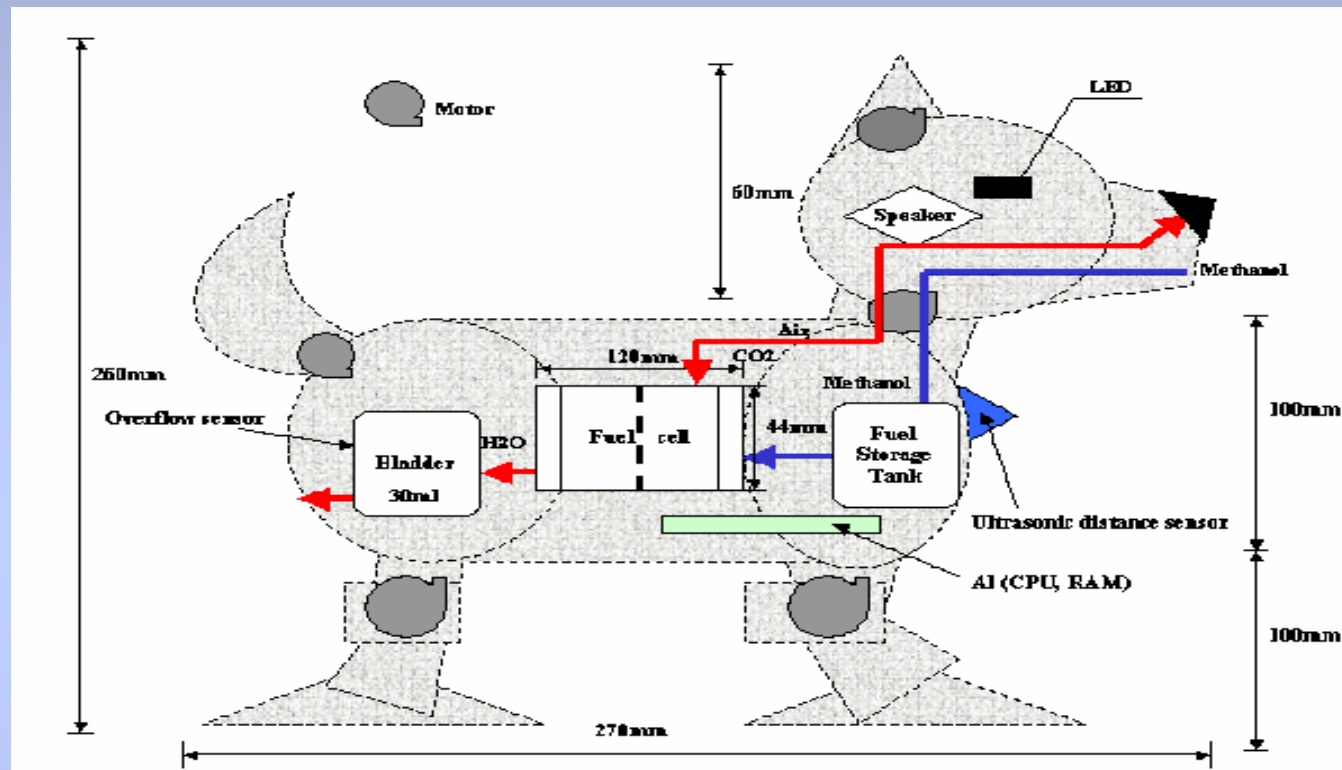 LED
Motor
60mm
Speaker
Methanol
Air
120mm
CO2
260mm
Methanol
100mm
Overflow sensor
44mm
H2O
Fuel cell
Fuel
Storage
Tank
Bladder
30ml
Ultrasonic distance sensor
AI (CPU, RAM)
100mm
270mm